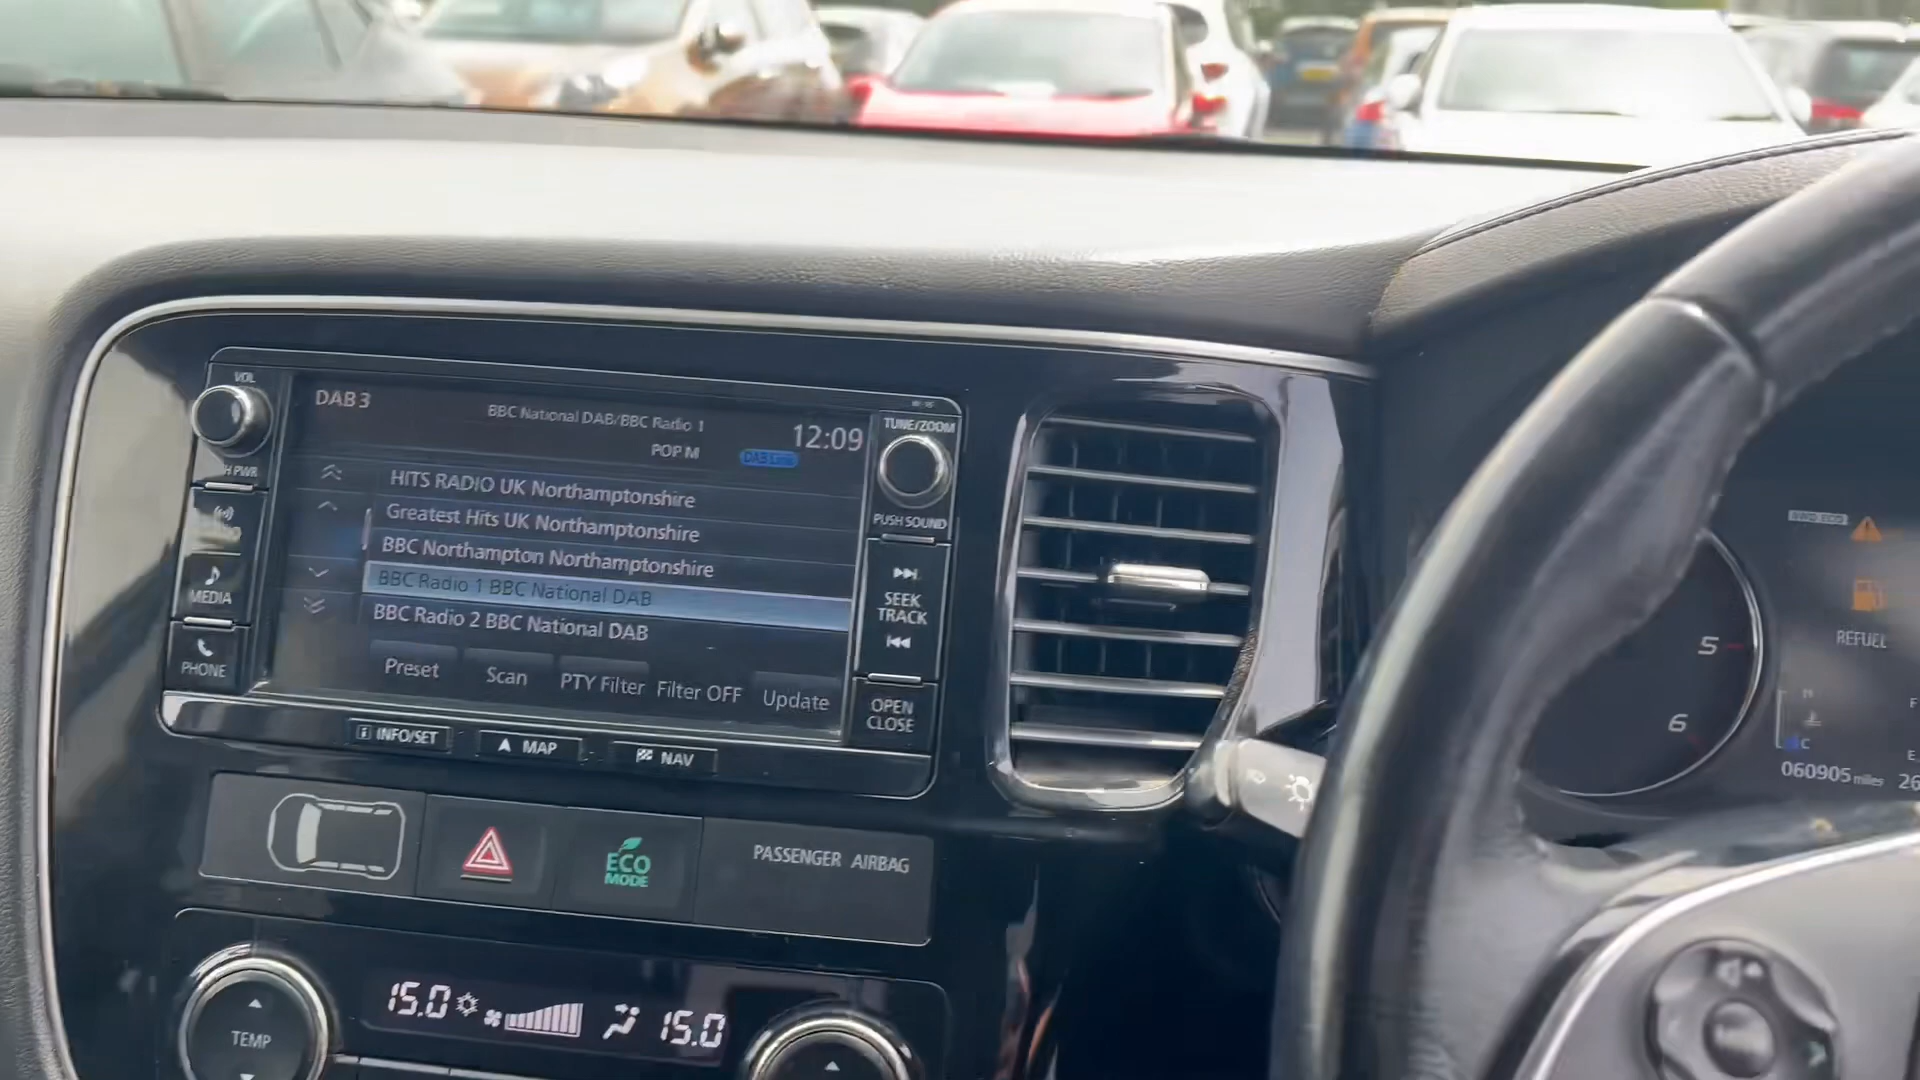 VOL
DAB 3
BBC National DAB/BBC Radio 1
12:09
POP M
DAB Link
TUNE/ZOOM
PWR
HITS RADIO UK Northamptonshire
Greatest Hits UK Northamptonshire
BBC Northampton Northamptonshire
BBC Radio 1 BBC National DAB
BBC Radio 2 BBC National DAB
PUSH SOUND
MEDIA
SEEK
TRACK
PHONE
Preset
Scan
PTY Filter
Filter OFF
Update
OPEN
CLOSE
INFO/SET
MAP
NAV
ECO
MODE
PASSENGER AIRBAG
TEMP
15.0
15.0
5
6
REFUEL
C
F
E
060905 miles
26